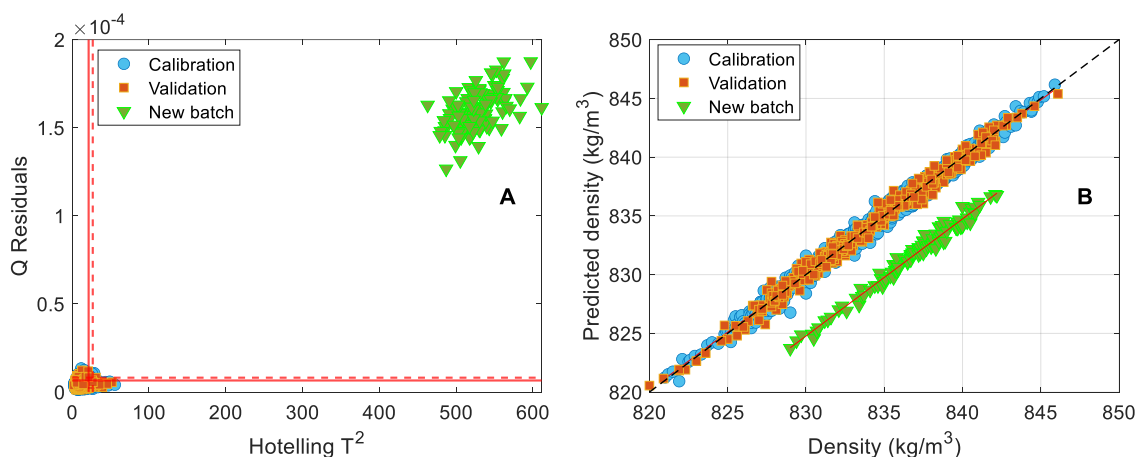 ×10⁻⁴
2
1.5
1
0.5
0
Q Residuals
0 100 200 300 400 500 600
Hotelling T²
Calibration
Validation
New batch
A
850
845
840
835
830
825
820
Predicted density (kg/m³)
820 825 830 835 840 845 850
Density (kg/m³)
Calibration
Validation
New batch
B